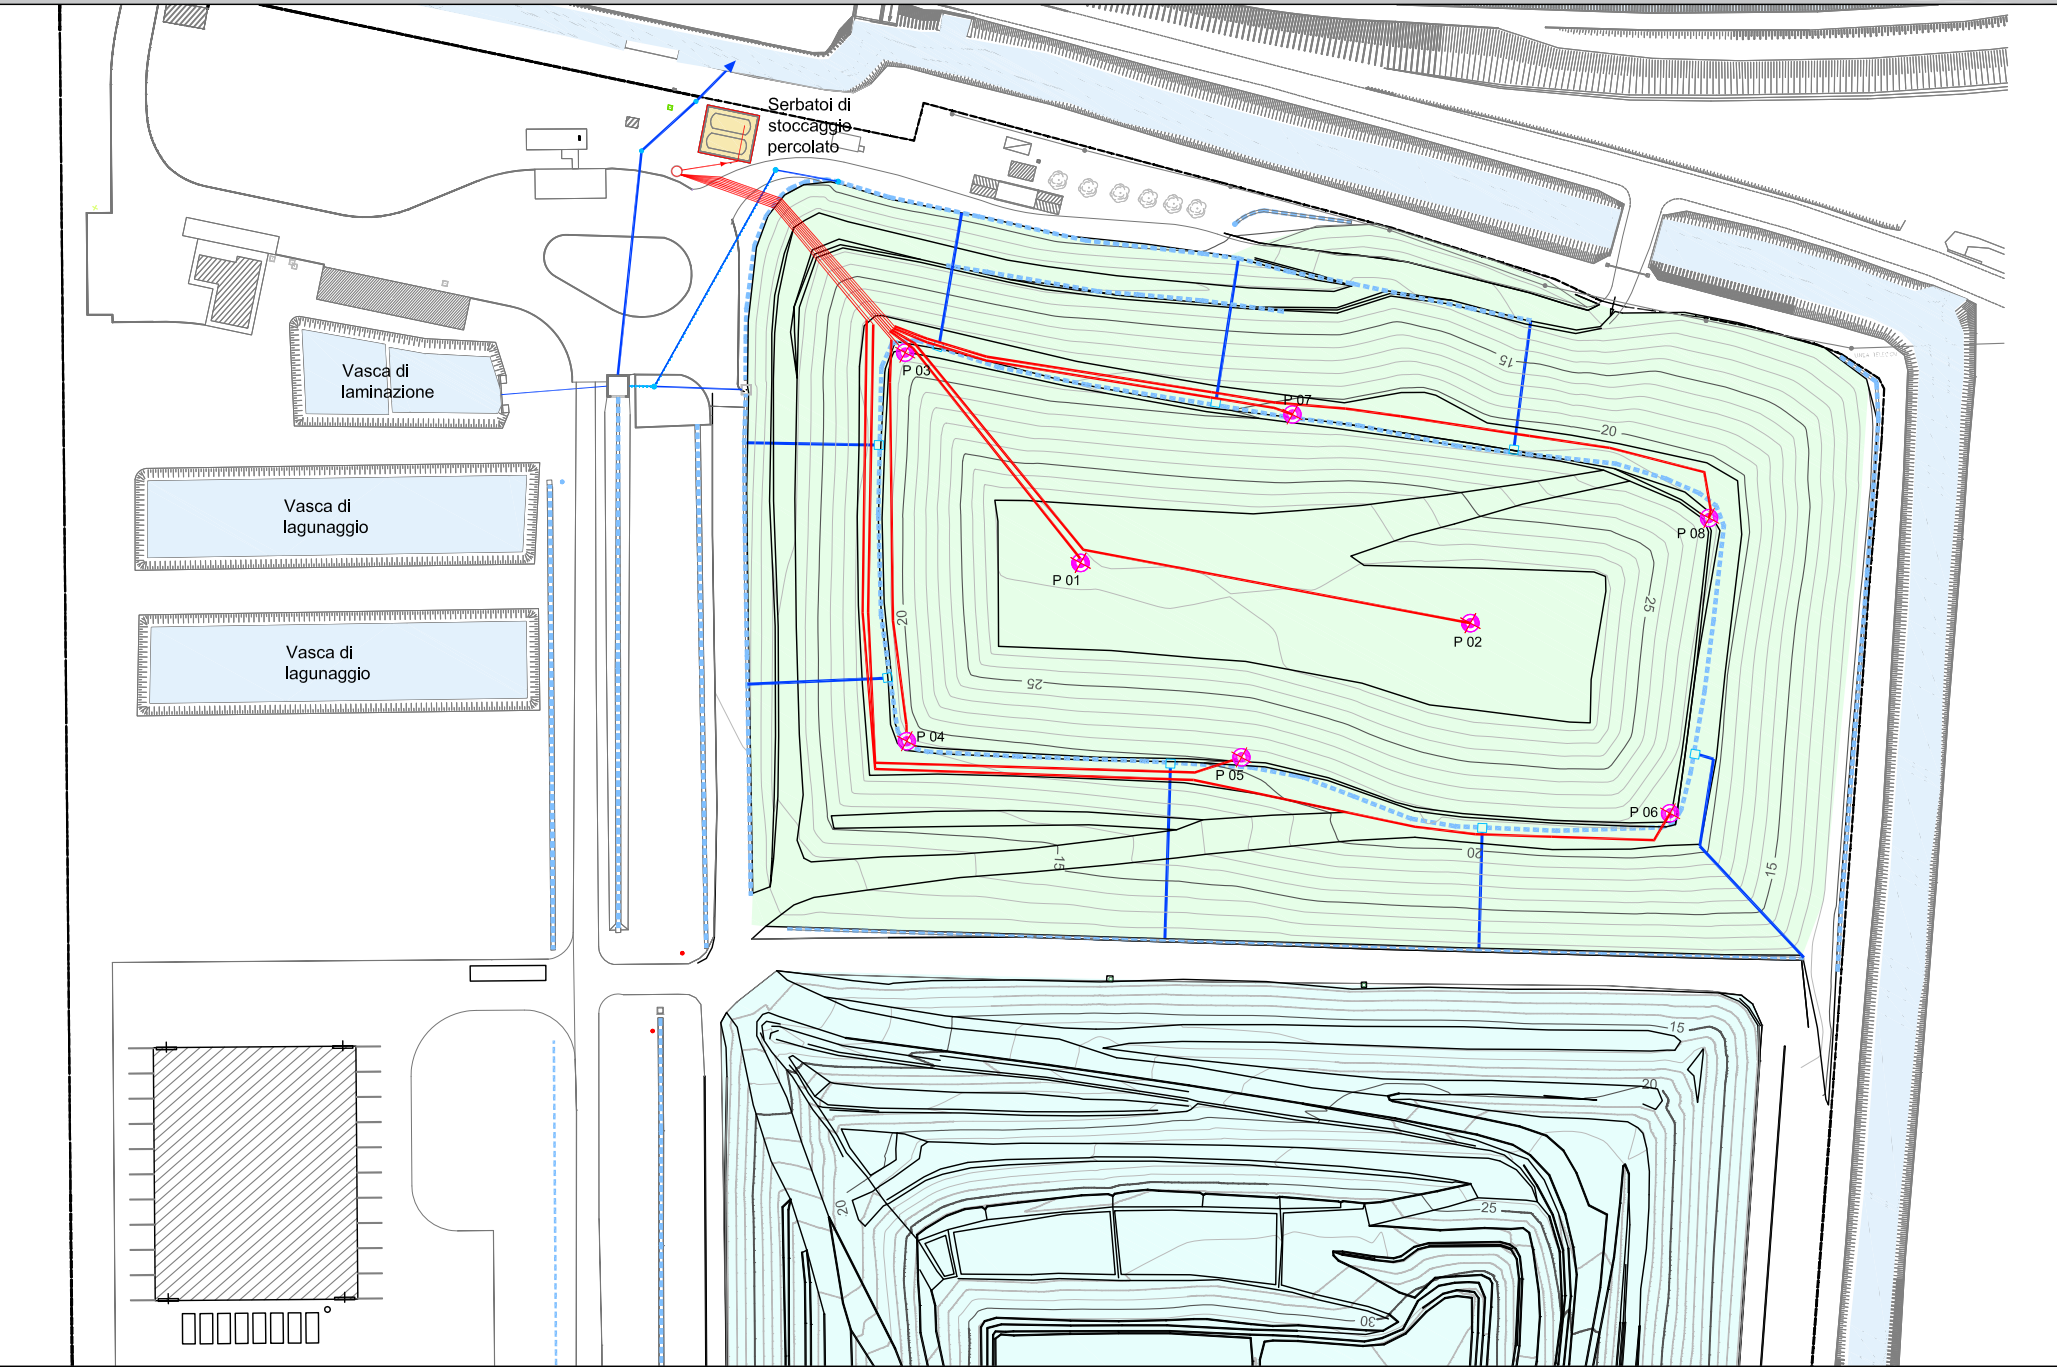 Serbatoi di
stoccaggio
percolato
Vasca di
laminazione
P 03
15
P 07
20
Vasca di
lagunaggio
P 08
P 01
25
20
P 02
Vasca di
lagunaggio
25
P 04
P 05
P 06
20
15
15
15
20
20
25
30